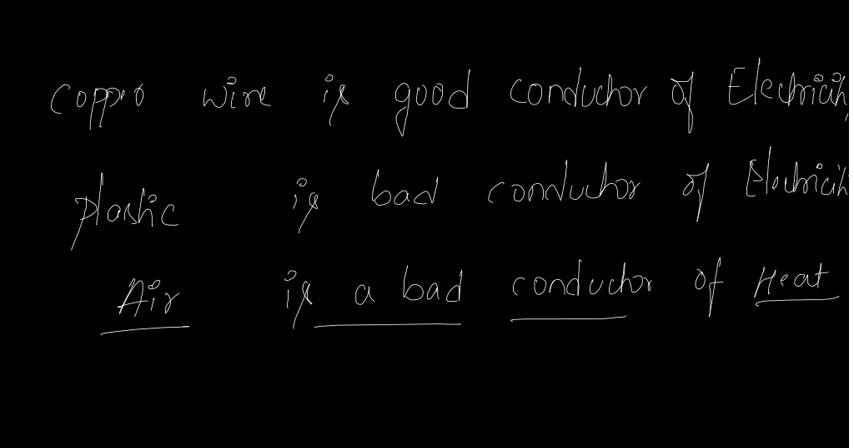 Copper wire is good conductor of Electricity
plastic is bad conductor of Electricity
Air is a bad conductor of Heat